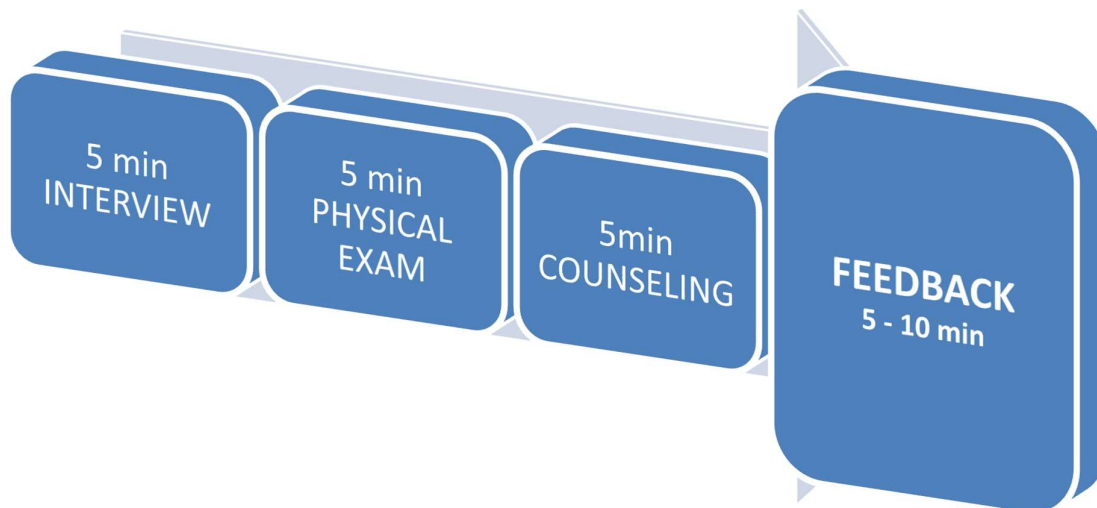 5 min
INTERVIEW
5 min
PHYSICAL
EXAM
5min
COUNSELING
FEEDBACK
5 - 10 min